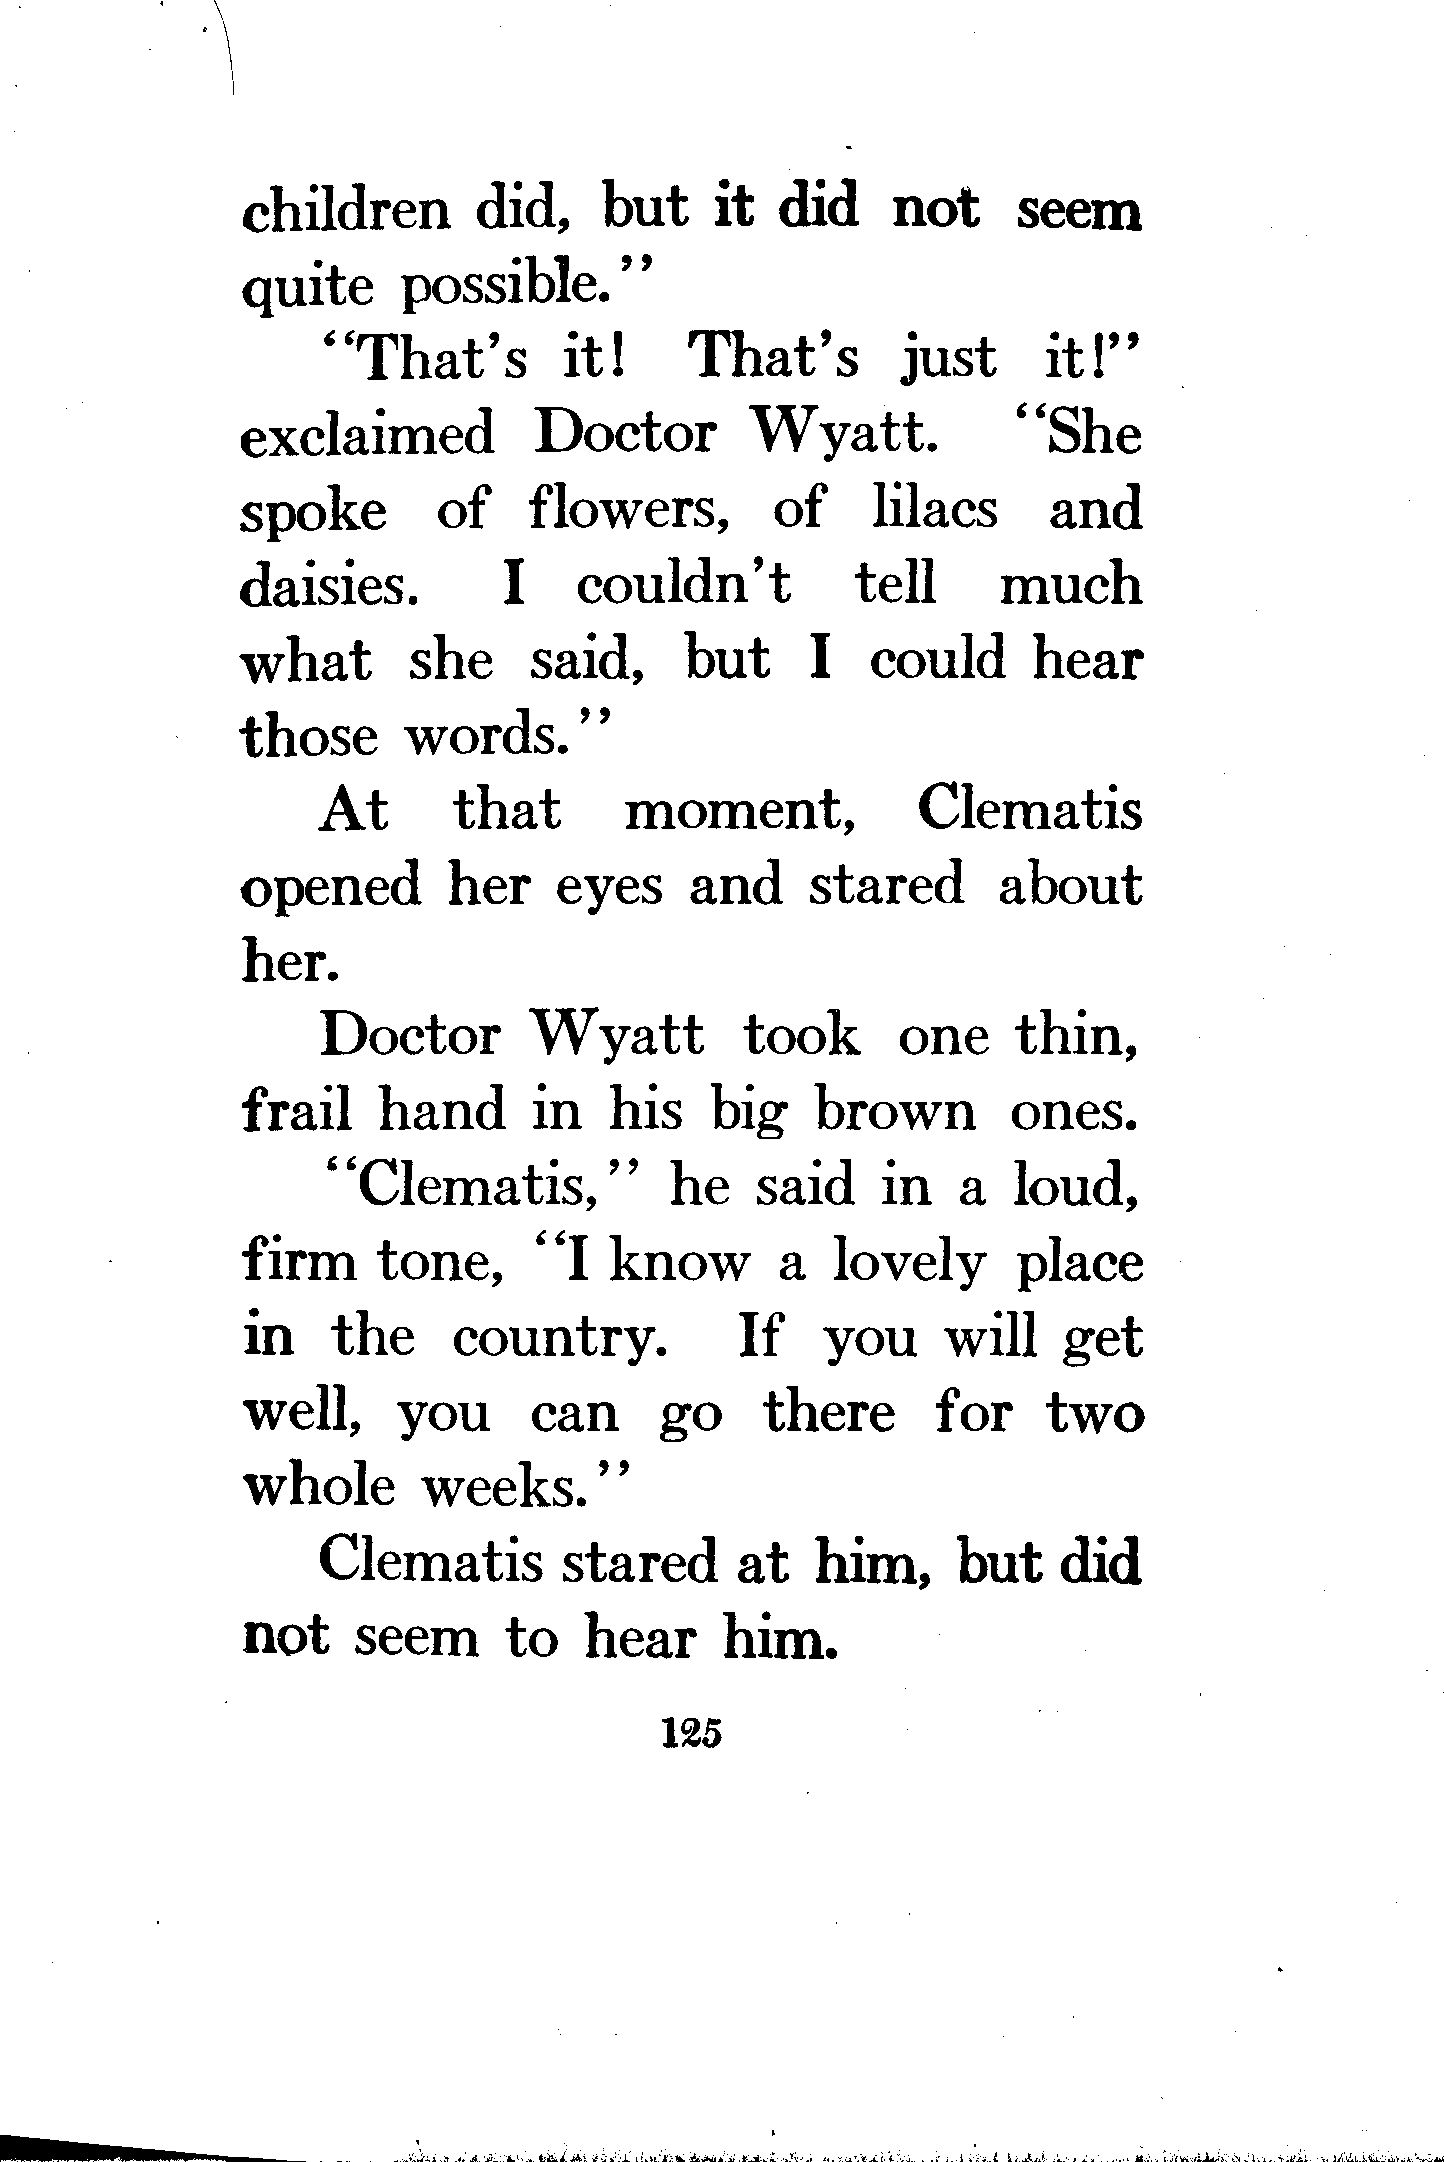 children did, but it did not seem
quite possible.”
“That’s it! That’s just it!”
exclaimed Doctor Wyatt. “She
spoke of flowers, of lilacs and
daisies. I couldn’t tell much
what she said, but I could hear
those words.”
At that moment, Clematis
opened her eyes and stared about
her.
Doctor Wyatt took one thin,
frail hand in his big brown ones.
“Clematis,” he said in a loud,
firm tone, “I know a lovely place
in the country. If you will get
well, you can go there for two
whole weeks.”
Clematis stared at him, but did
not seem to hear him.
125